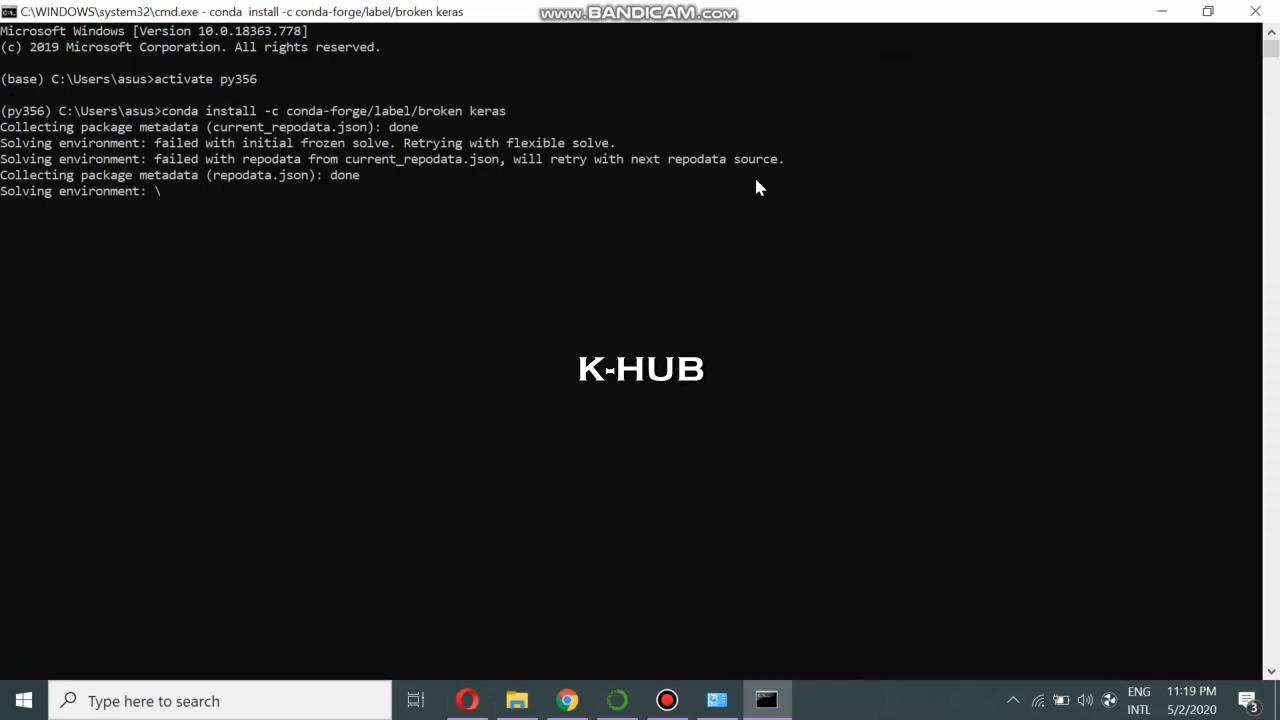 C:\WINDOWS\system32\cmd.exe - conda  install -c conda-forge/label/broken keras
www.BANDICAM.com
Microsoft Windows [Version 10.0.18363.778]
(c) 2019 Microsoft Corporation. All rights reserved.
(base) C:\Users\asus>activate py356
(py356) C:\Users\asus>conda install -c conda-forge/label/broken keras
Collecting package metadata (current_repodata.json): done
Solving environment: failed with initial frozen solve. Retrying with flexible solve.
Solving environment: failed with repodata from current_repodata.json, will retry with next repodata source.
Collecting package metadata (repodata.json): done
Solving environment: \
K-HUB
Type here to search
ENG
INTL
11:19 PM
5/2/2020
3